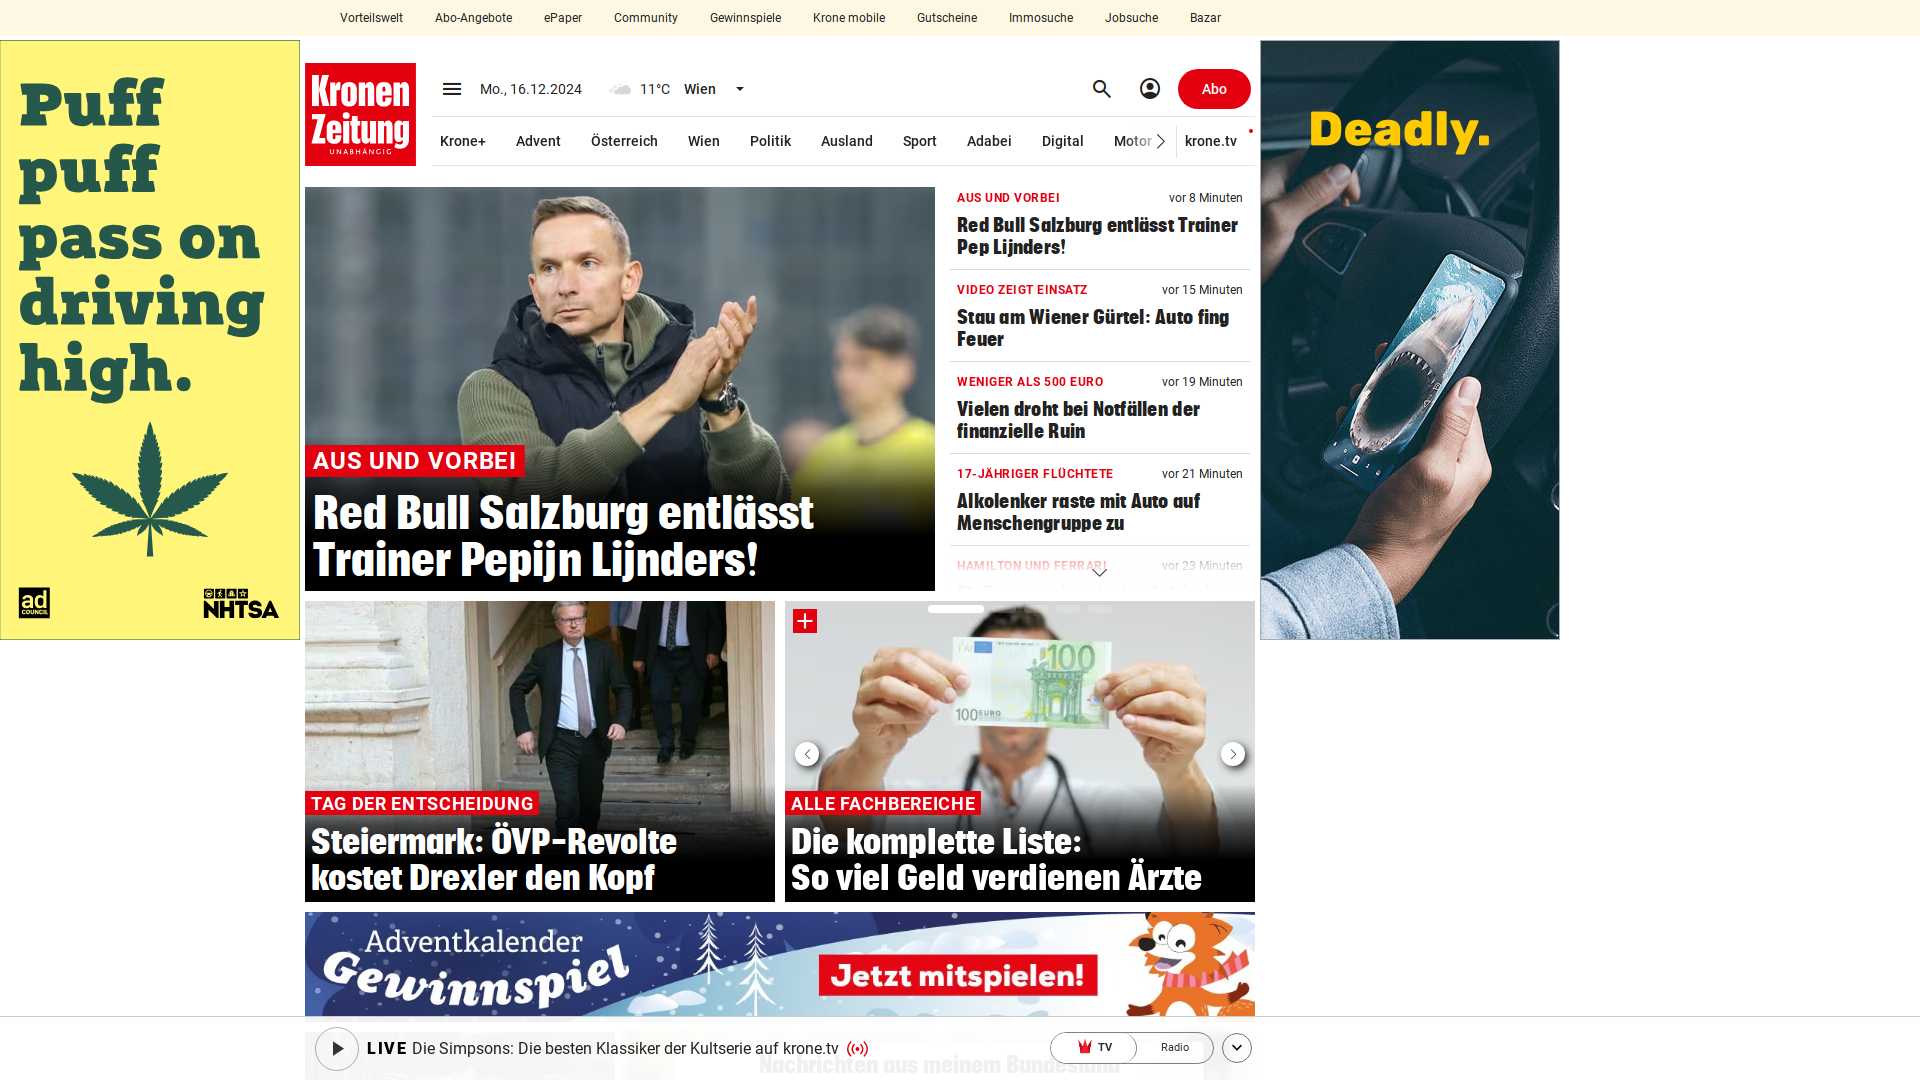 Vorteilswelt Abo-Angebote ePaper Community Gewinnspiele Krone mobile Gutscheine Immosuche Jobsuche Bazar
Puff
puff
pass on
driving
high.
ad
COUNCIL
NHTSA
Kronen
Zeitung
UNABHÄNGIG
Mo., 16.12.2024 11°C Wien
Abo
Krone+ Advent Österreich Wien Politik Ausland Sport Adabei Digital Motor krone.tv
AUS UND VORBEI
Red Bull Salzburg entlässt
Trainer Pepijn Lijnders!
AUS UND VORBEI vor 8 Minuten
Red Bull Salzburg entlässt Trainer
Pep Lijnders!
VIDEO ZEIGT EINSATZ vor 15 Minuten
Stau am Wiener Gürtel: Auto fing
Feuer
WENIGER ALS 500 EURO vor 19 Minuten
Vielen droht bei Notfällen der
finanzielle Ruin
17-JÄHRIGER FLÜCHTETE vor 21 Minuten
Alkolenker raste mit Auto auf
Menschengruppe zu
HAMILTON UND FERRARI vor 23 Minuten
Deadly.
TAG DER ENTSCHEIDUNG
Steiermark: ÖVP-Revolte
kostet Drexler den Kopf
100
100 EURO
ALLE FACHBEREICHE
Die komplette Liste:
So viel Geld verdienen Ärzte
Adventkalender
Gewinnspiel
Jetzt mitspielen!
LIVE Die Simpsons: Die besten Klassiker der Kultserie auf krone.tv
TV Radio
Nachrichten aus meinem Bundesland